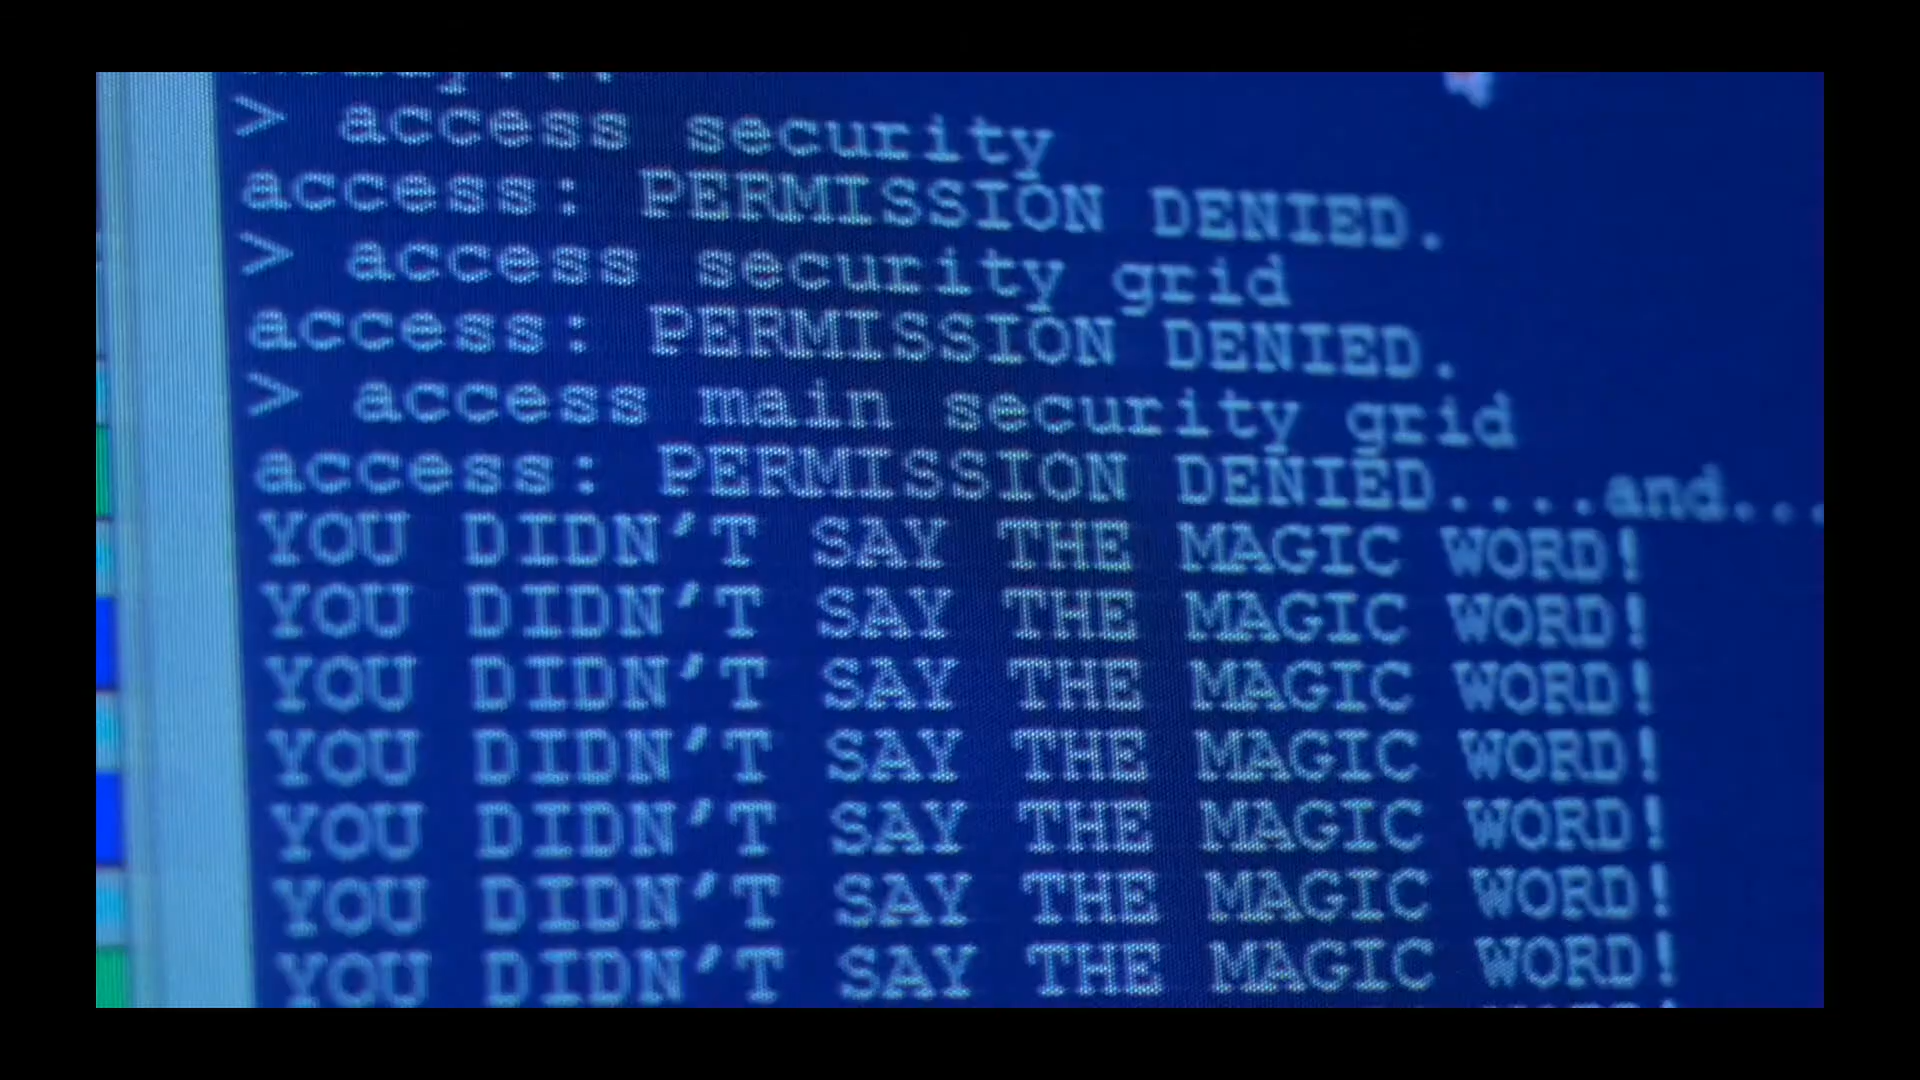 > access security
access: PERMISSION DENIED.
> access security grid
access: PERMISSION DENIED.
> access main security grid
access: PERMISSION DENIED....and...
YOU DIDN'T SAY THE MAGIC WORD!
YOU DIDN'T SAY THE MAGIC WORD!
YOU DIDN'T SAY THE MAGIC WORD!
YOU DIDN'T SAY THE MAGIC WORD!
YOU DIDN'T SAY THE MAGIC WORD!
YOU DIDN'T SAY THE MAGIC WORD!
YOU DIDN'T SAY THE MAGIC WORD!